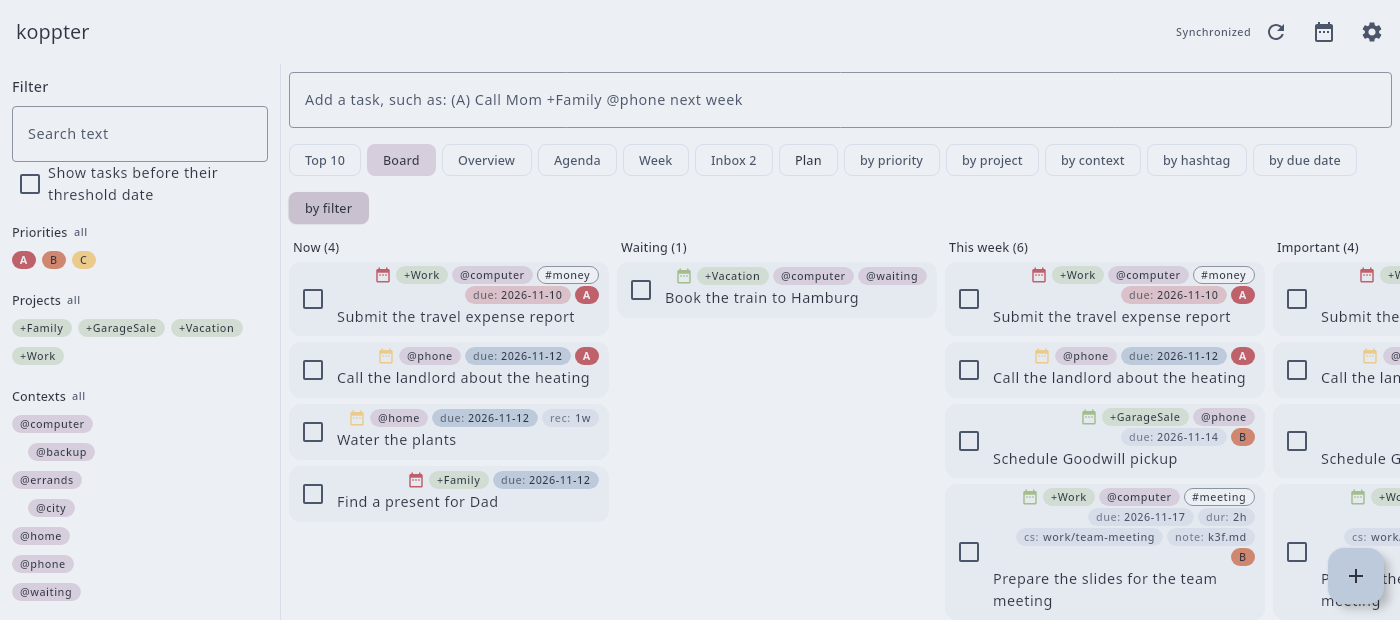 koppter
Synchronized
Filter
Search text
Show tasks before their
threshold date
Priorities all
A B C
Projects all
+Family +GarageSale +Vacation
+Work
Contexts all
@computer
@backup
@errands
@city
@home
@phone
@waiting
Add a task, such as: (A) Call Mom +Family @phone next week
Top 10 Board Overview Agenda Week Inbox 2 Plan by priority by project by context by hashtag by due date
by filter
Now (4)
+Work @computer #money
due: 2026-11-10 A
Submit the travel expense report
@phone due: 2026-11-12 A
Call the landlord about the heating
@home due: 2026-11-12 rec: 1w
Water the plants
+Family due: 2026-11-12
Find a present for Dad
Waiting (1)
+Vacation @computer @waiting
Book the train to Hamburg
This week (6)
+Work @computer #money
due: 2026-11-10 A
Submit the travel expense report
@phone due: 2026-11-12 A
Call the landlord about the heating
+GarageSale @phone
due: 2026-11-14 B
Schedule Goodwill pickup
+Work @computer #meeting
due: 2026-11-17 dur: 2h
cs: work/team-meeting note: k3f.md
B
Prepare the slides for the team
meeting
Important (4)
Submit the
Call the
Schedule
cs:
meeting